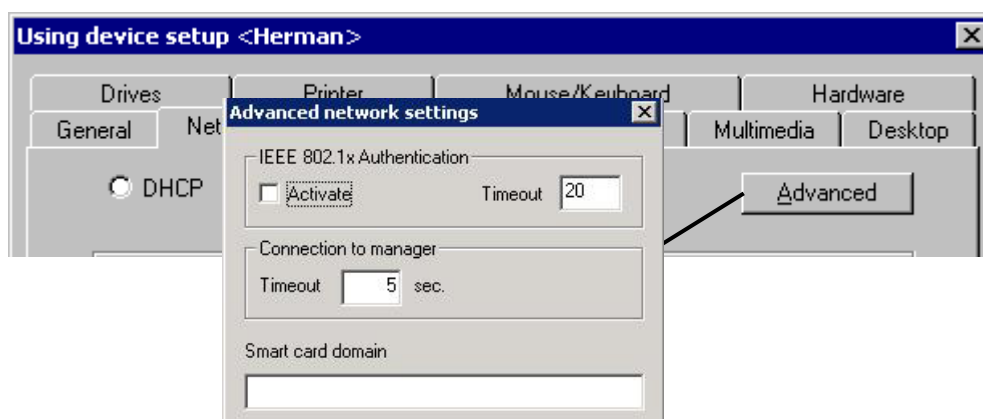 Using device setup <Herman>
Drives Printer Mouse/Keyboard Hardware
General Net Multimedia Desktop
DHCP Advanced
Advanced network settings
IEEE 802.1x Authentication
Activate Timeout 20
Connection to manager
Timeout 5 sec.
Smart card domain